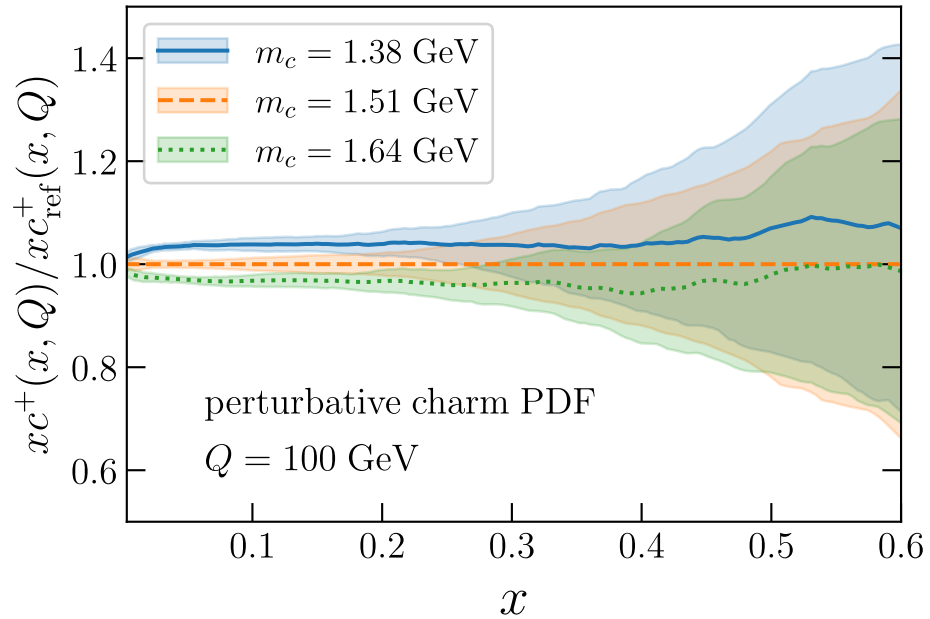 xc⁺(x, Q)/xc⁺_ref(x, Q)
1.4
1.2
1.0
0.8
0.6
m_c = 1.38 GeV
m_c = 1.51 GeV
m_c = 1.64 GeV
perturbative charm PDF
Q = 100 GeV
0.1 0.2 0.3 0.4 0.5 0.6
x